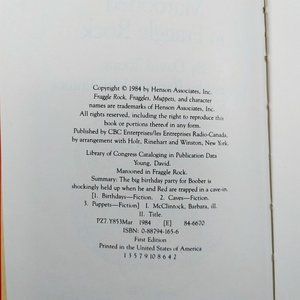 Copyright © 1984 by Henson Associates, Inc.
Fraggle Rock, Fraggles, Muppets, and character
names are trademarks of Henson Associates, Inc.
All rights reserved, including the right to reproduce this
book or portions thereof in any form.
Published by CBC Enterprises/les Entreprises Radio-Canada,
by arrangement with Holt, Rinehart and Winston, New York.
Library of Congress Cataloging in Publication Data
Young, David.
Marooned in Fraggle Rock.
Summary: The big birthday party for Boober is
shockingly held up when he and Red are trapped in a cave-in.
[1. Birthdays—Fiction. 2. Caves—Fiction.
3. Puppets—Fiction] I. McClintock, Barbara, ill.
II. Title.
PZ7.Y853Mar 1984 [E] 84-6670
ISBN: 0-88794-165-6
First Edition
Printed in the United States of America
1 3 5 7 9 10 8 6 4 2